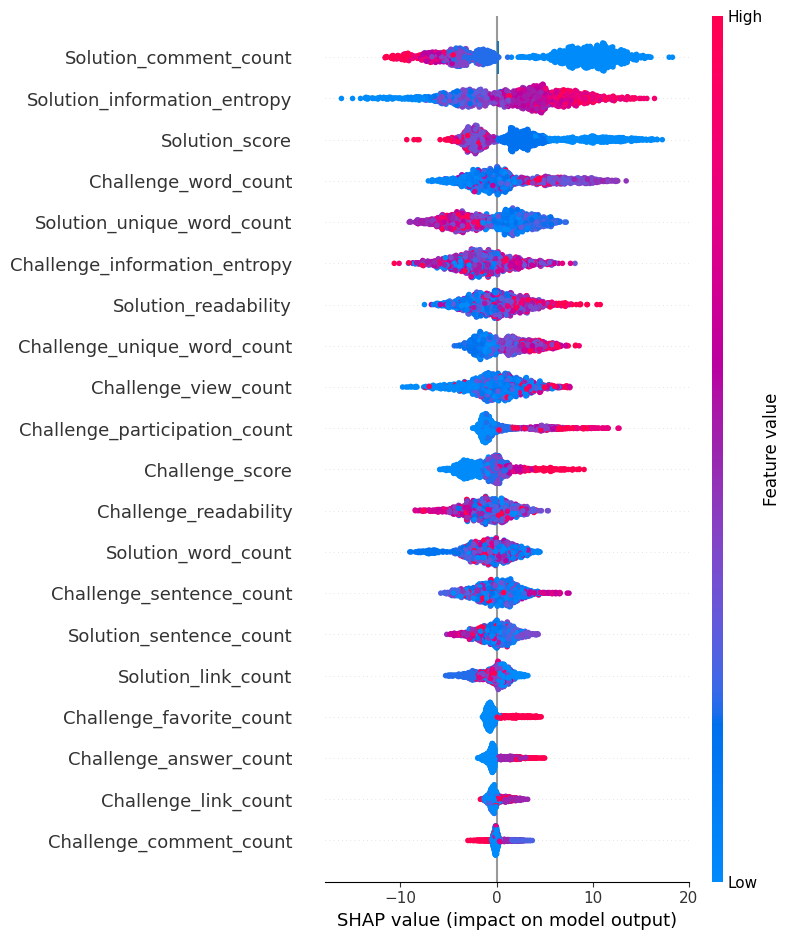 High
Solution_comment_count
Solution_information_entropy
Solution_score
Challenge_word_count
Solution_unique_word_count
Challenge_information_entropy
Solution_readability
Challenge_unique_word_count
Challenge_view_count
Challenge_participation_count
Challenge_score
Challenge_readability
Solution_word_count
Challenge_sentence_count
Solution_sentence_count
Solution_link_count
Challenge_favorite_count
Challenge_answer_count
Challenge_link_count
Challenge_comment_count
Feature value
Low
−10 0 10 20
SHAP value (impact on model output)